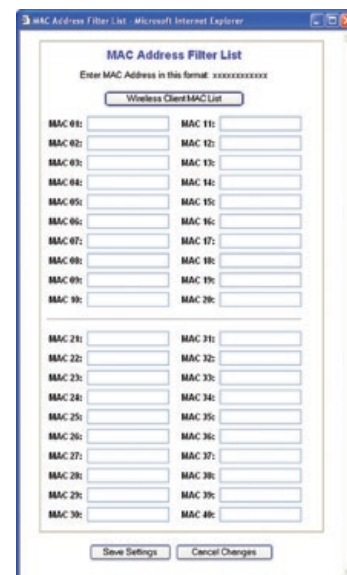 MAC Address Filter List - Microsoft Internet Explorer
MAC Address Filter List
Enter MAC Address in this format: xxxxxxxxxxxx
Wireless Client MAC List
MAC 01: MAC 11:
MAC 02: MAC 12:
MAC 03: MAC 13:
MAC 04: MAC 14:
MAC 05: MAC 15:
MAC 06: MAC 16:
MAC 07: MAC 17:
MAC 08: MAC 18:
MAC 09: MAC 19:
MAC 10: MAC 20:
MAC 21: MAC 31:
MAC 22: MAC 32:
MAC 23: MAC 33:
MAC 24: MAC 34:
MAC 25: MAC 35:
MAC 26: MAC 36:
MAC 27: MAC 37:
MAC 28: MAC 38:
MAC 29: MAC 39:
MAC 30: MAC 40:
Save Settings Cancel Changes